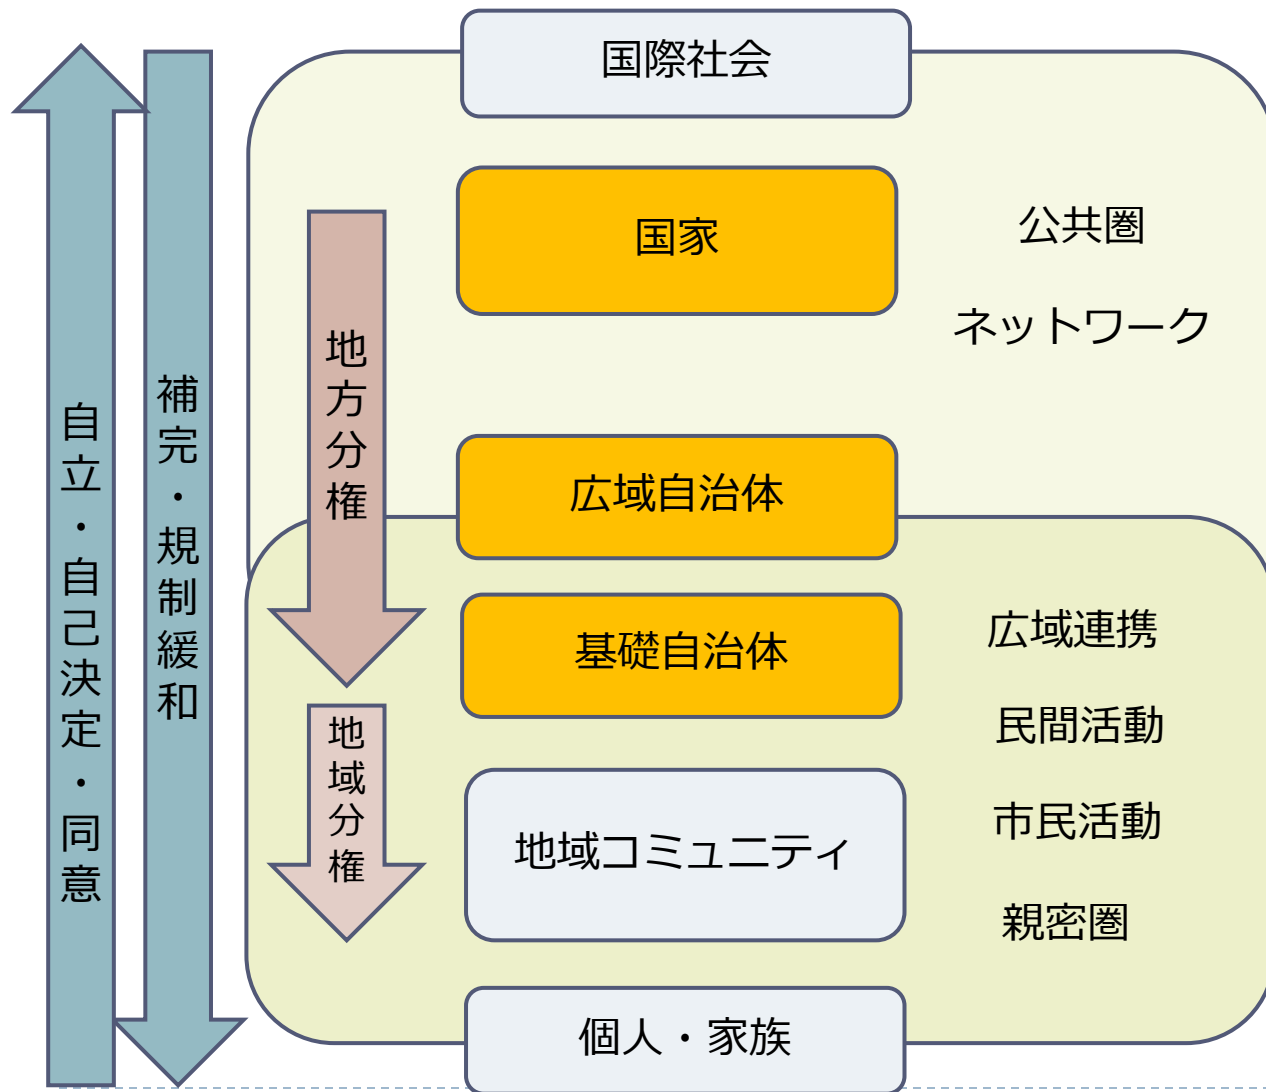 国際社会
国家
公共圏
ネットワーク
地方分権
補完・規制緩和
自立・自己決定・同意
広域自治体
基礎自治体
広域連携
民間活動
地域分権
市民活動
地域コミュニティ
親密圏
個人・家族